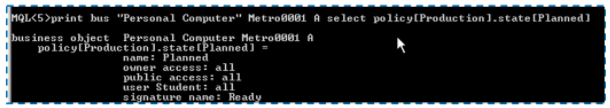 MQL<5>print bus "Personal Computer" Metro0001 A select policy[Production].state[Planned]
business object  Personal Computer Metro0001 A
    policy[Production].state[Planned] =
                name: Planned
                owner access: all
                public access: all
                user Student: all
                signature name: Ready